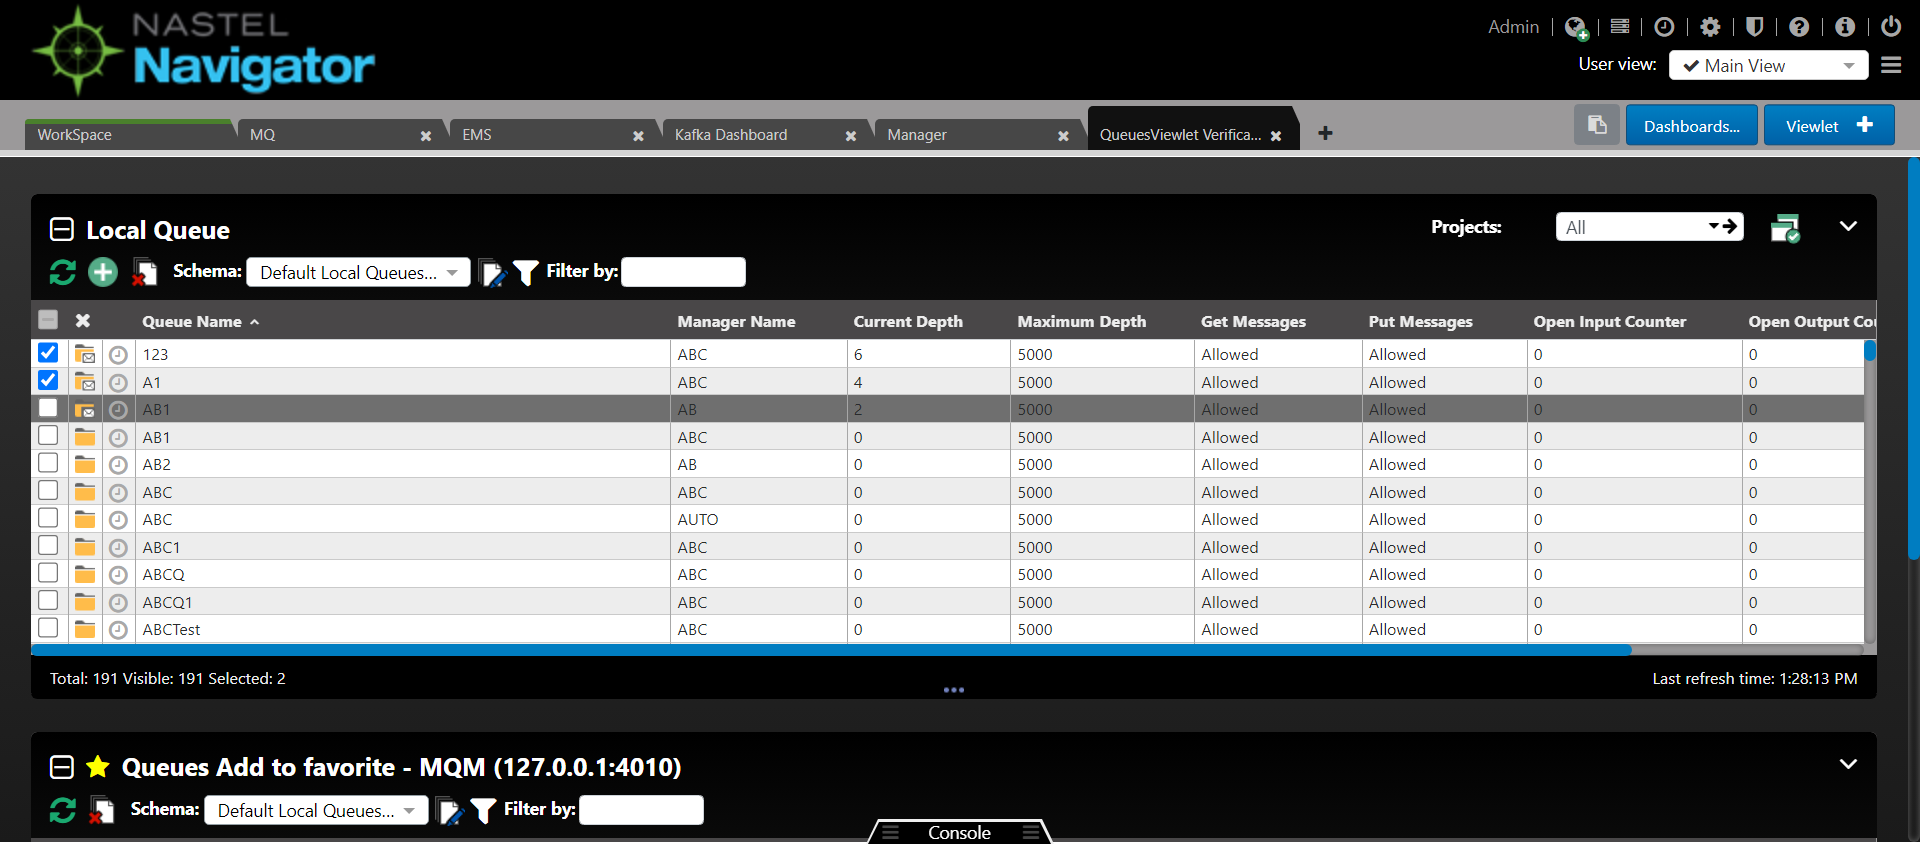 NASTEL
Navigator
Admin
User view: Main View
WorkSpace MQ EMS Kafka Dashboard Manager QueuesViewlet Verifica... Dashboards... Viewlet
Local Queue Projects: All
Schema: Default Local Queues... Filter by:
Queue Name Manager Name Current Depth Maximum Depth Get Messages Put Messages Open Input Counter Open Output Cou
123 ABC 6 5000 Allowed Allowed 0 0
A1 ABC 4 5000 Allowed Allowed 0 0
AB1 AB 2 5000 Allowed Allowed 0 0
AB1 ABC 0 5000 Allowed Allowed 0 0
AB2 AB 0 5000 Allowed Allowed 0 0
ABC ABC 0 5000 Allowed Allowed 0 0
ABC AUTO 0 5000 Allowed Allowed 0 0
ABC1 ABC 0 5000 Allowed Allowed 0 0
ABCQ ABC 0 5000 Allowed Allowed 0 0
ABCQ1 ABC 0 5000 Allowed Allowed 0 0
ABCTest ABC 0 5000 Allowed Allowed 0 0
Total: 191 Visible: 191 Selected: 2 Last refresh time: 1:28:13 PM
Queues Add to favorite - MQM (127.0.0.1:4010)
Schema: Default Local Queues... Filter by:
Console